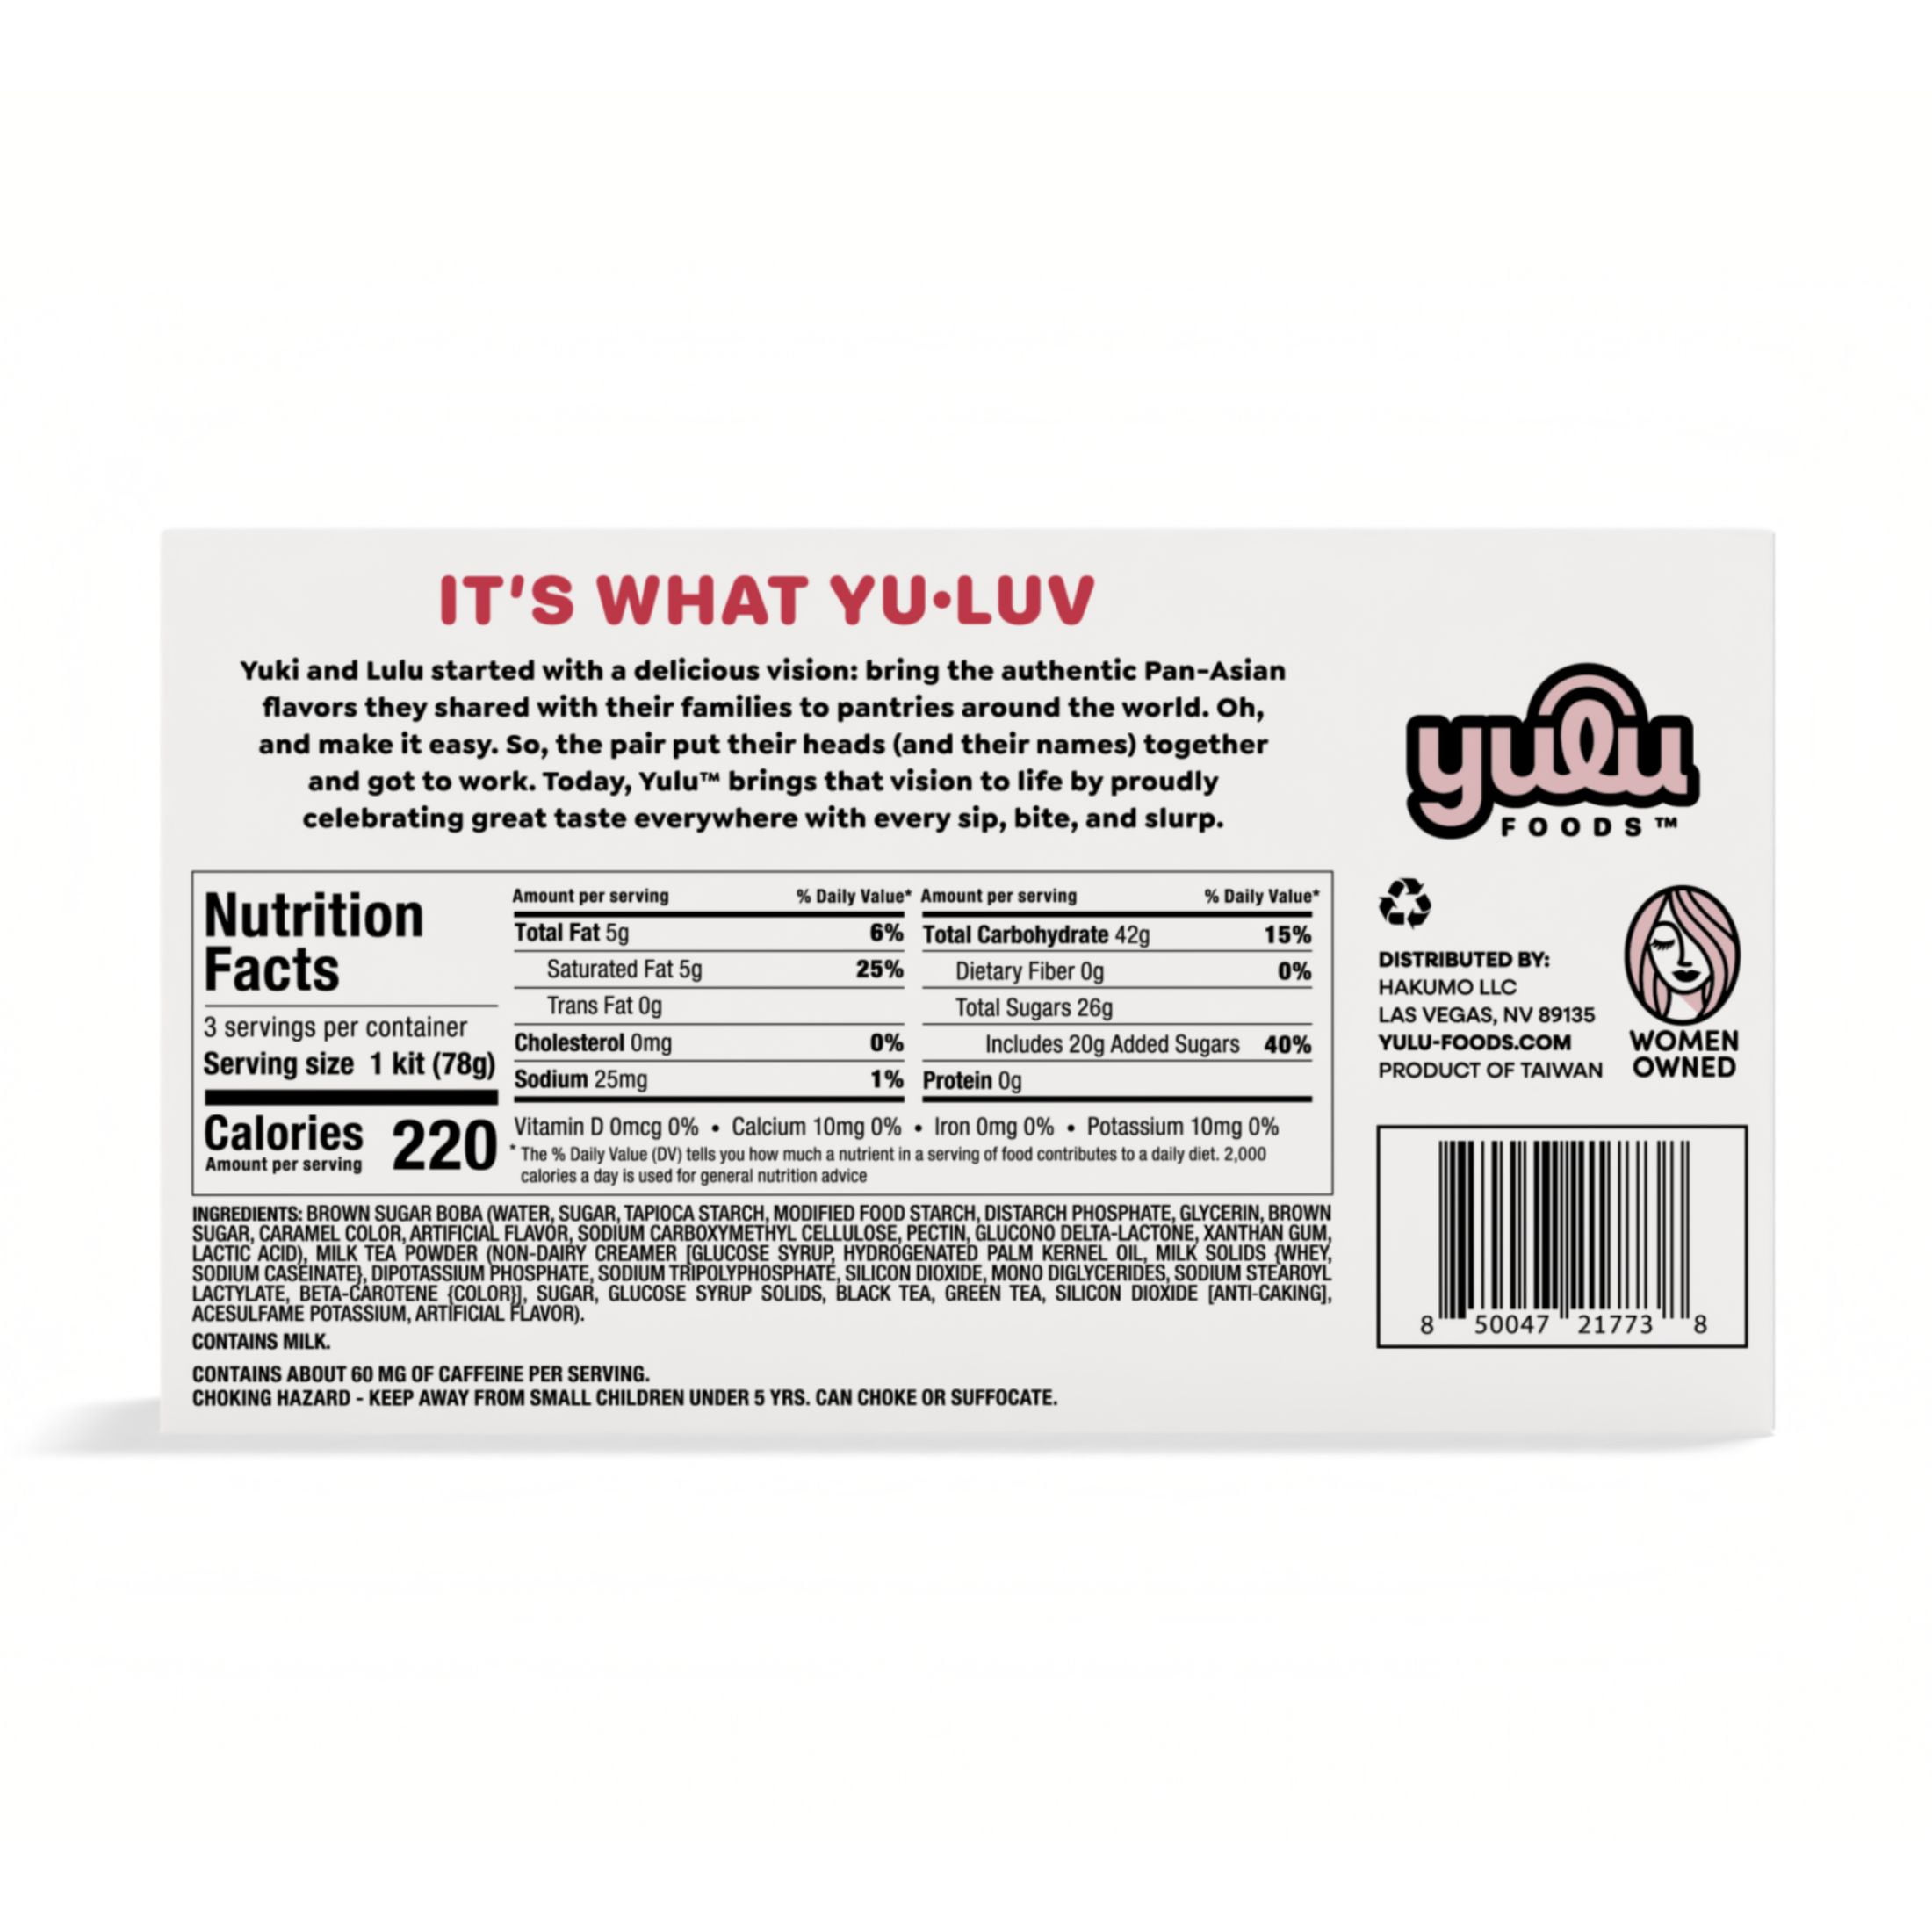 IT'S WHAT YU•LUV
Yuki and Lulu started with a delicious vision: bring the authentic Pan-Asian
flavors they shared with their families to pantries around the world. Oh,
and make it easy. So, the pair put their heads (and their names) together
and got to work. Today, Yulu™ brings that vision to life by proudly
celebrating great taste everywhere with every sip, bite, and slurp.
Nutrition
Facts
3 servings per container
Serving size 1 kit (78g)
Calories 220
Amount per serving
Amount per serving % Daily Value*
Total Fat 5g 6%
Saturated Fat 5g 25%
Trans Fat 0g
Cholesterol 0mg 0%
Sodium 25mg 1%
Amount per serving % Daily Value*
Total Carbohydrate 42g 15%
Dietary Fiber 0g 0%
Total Sugars 26g
Includes 20g Added Sugars 40%
Protein 0g
Vitamin D 0mcg 0% • Calcium 10mg 0% • Iron 0mg 0% • Potassium 10mg 0%
* The % Daily Value (DV) tells you how much a nutrient in a serving of food contributes to a daily diet. 2,000
calories a day is used for general nutrition advice
INGREDIENTS: BROWN SUGAR BOBA (WATER, SUGAR, TAPIOCA STARCH, MODIFIED FOOD STARCH, DISTARCH PHOSPHATE, GLYCERIN, BROWN
SUGAR, CARAMEL COLOR, ARTIFICIAL FLAVOR, SODIUM CARBOXYMETHYL CELLULOSE, PECTIN, GLUCONO DELTA-LACTONE, XANTHAN GUM,
LACTIC ACID), MILK TEA POWDER (NON-DAIRY CREAMER [GLUCOSE SYRUP, HYDROGENATED PALM KERNEL OIL, MILK SOLIDS {WHEY,
SODIUM CASEINATE}, DIPOTASSIUM PHOSPHATE, SODIUM TRIPOLYPHOSPHATE, SILICON DIOXIDE, MONO DIGLYCERIDES, SODIUM STEAROYL
LACTYLATE, BETA-CAROTENE {COLOR}], SUGAR, GLUCOSE SYRUP SOLIDS, BLACK TEA, GREEN TEA, SILICON DIOXIDE [ANTI-CAKING],
ACESULFAME POTASSIUM, ARTIFICIAL FLAVOR).
CONTAINS MILK.
CONTAINS ABOUT 60 MG OF CAFFEINE PER SERVING.
CHOKING HAZARD - KEEP AWAY FROM SMALL CHILDREN UNDER 5 YRS. CAN CHOKE OR SUFFOCATE.
yulu
FOODS™
DISTRIBUTED BY:
HAKUMO LLC
LAS VEGAS, NV 89135
YULU-FOODS.COM
PRODUCT OF TAIWAN
WOMEN
OWNED
8 50047 21773 8